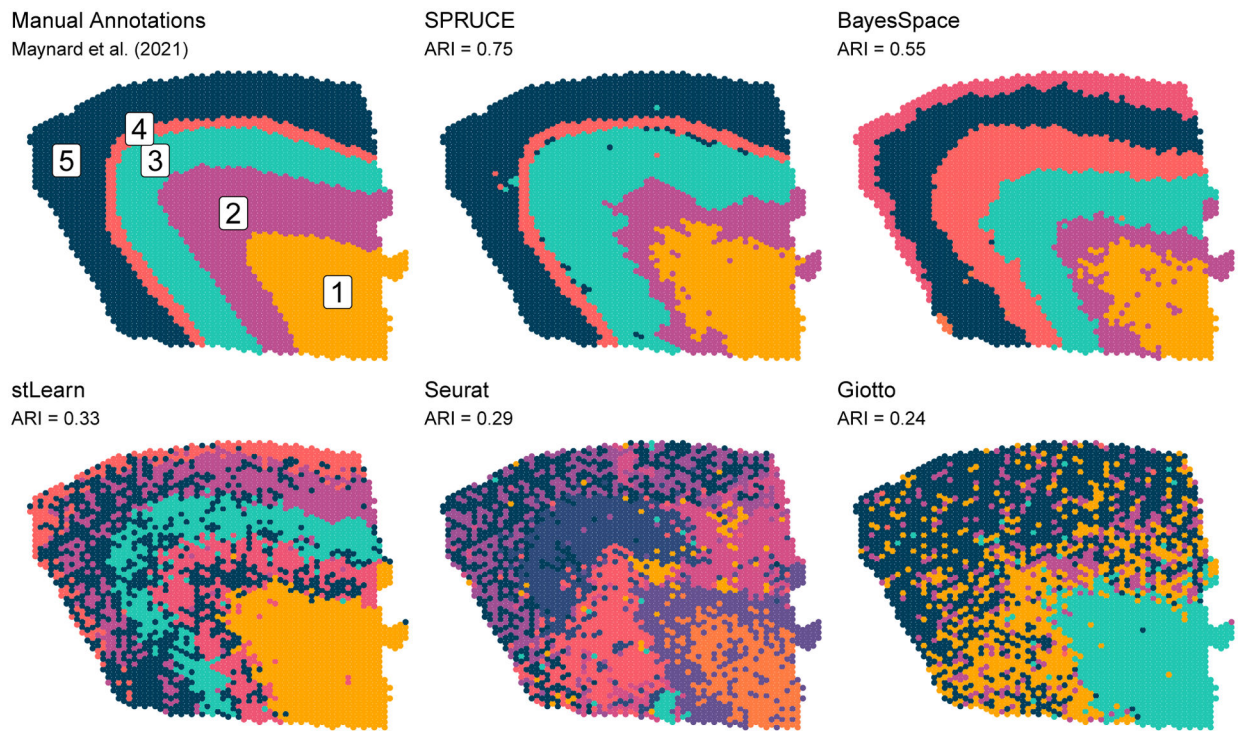 Manual Annotations
Maynard et al. (2021)
SPRUCE
ARI = 0.75
BayesSpace
ARI = 0.55
4
5
3
2
1
stLearn
ARI = 0.33
Seurat
ARI = 0.29
Giotto
ARI = 0.24